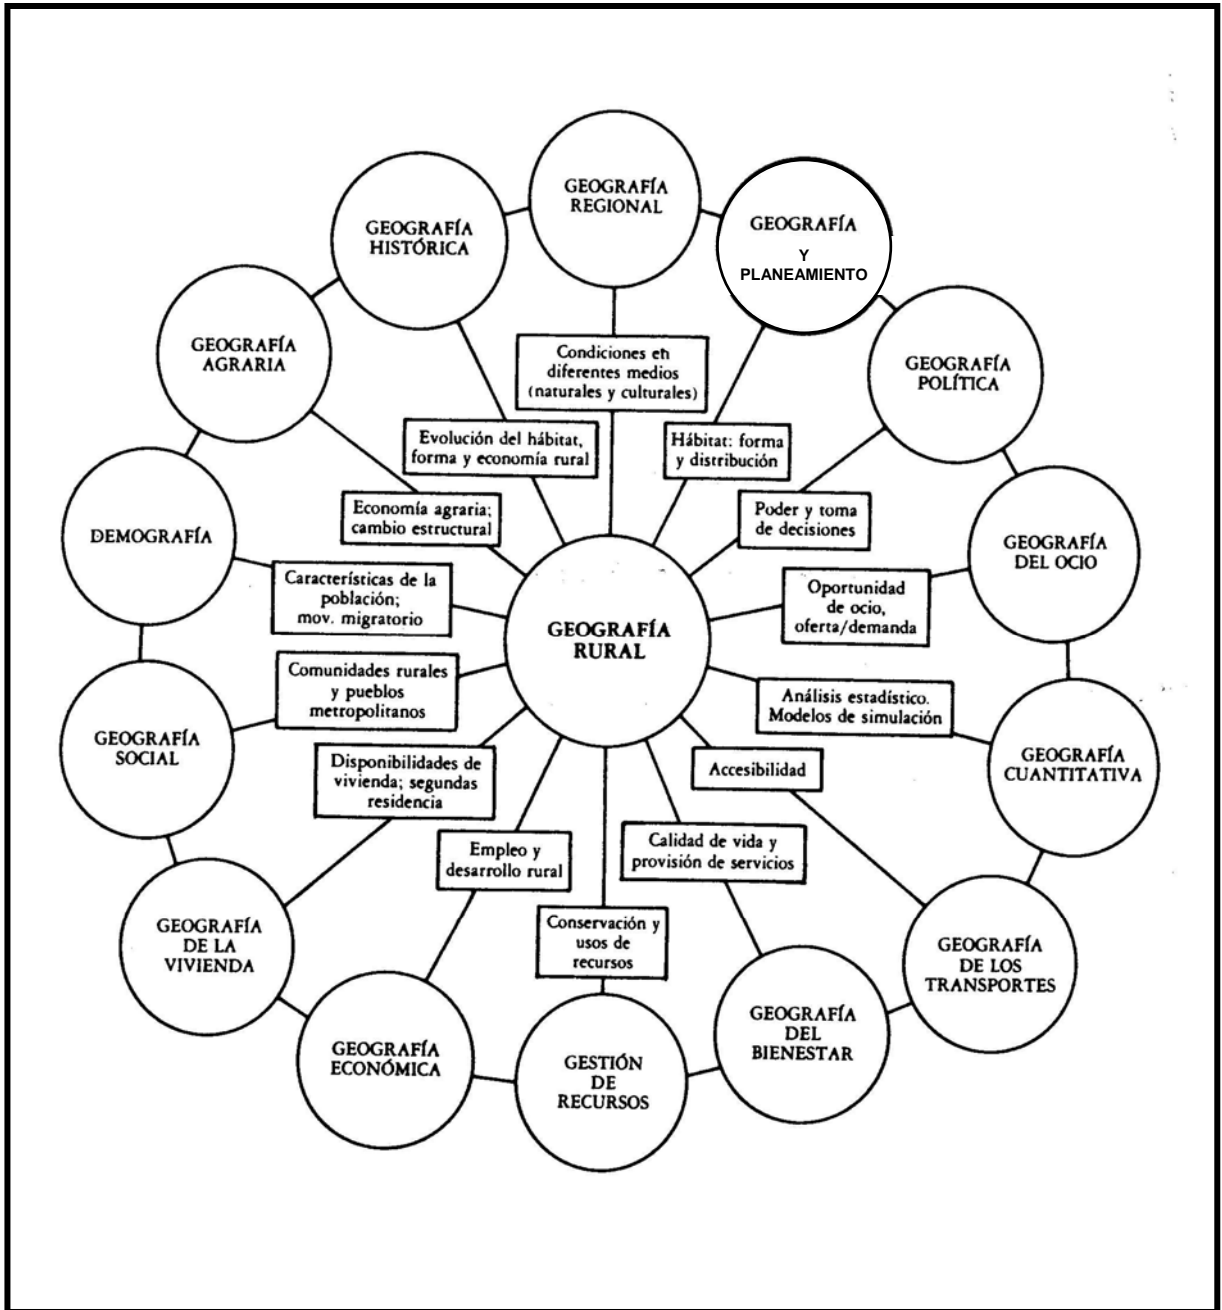 GEOGRAFÍA
REGIONAL
GEOGRAFÍA
Y
PLANEAMIENTO
GEOGRAFÍA
POLÍTICA
GEOGRAFÍA
DEL OCIO
GEOGRAFÍA
CUANTITATIVA
GEOGRAFÍA
DE LOS
TRANSPORTES
GEOGRAFÍA
DEL
BIENESTAR
GESTIÓN
DE
RECURSOS
GEOGRAFÍA
ECONÓMICA
GEOGRAFÍA
DE LA
VIVIENDA
GEOGRAFÍA
SOCIAL
DEMOGRAFÍA
GEOGRAFÍA
AGRARIA
GEOGRAFÍA
HISTÓRICA
Condiciones en
diferentes medios
(naturales y culturales)
Hábitat: forma
y distribución
Poder y toma
de decisiones
Oportunidad
de ocio,
oferta/demanda
Análisis estadístico.
Modelos de simulación
Accesibilidad
Calidad de vida y
provisión de servicios
Conservación y
usos de
recursos
Empleo y
desarrollo rural
Disponibilidades de
vivienda; segundas
residencia
Comunidades rurales
y pueblos
metropolitanos
Características de la
población;
mov. migratorio
Economía agraria;
cambio estructural
Evolución del hábitat,
forma y economía rural
GEOGRAFÍA
RURAL